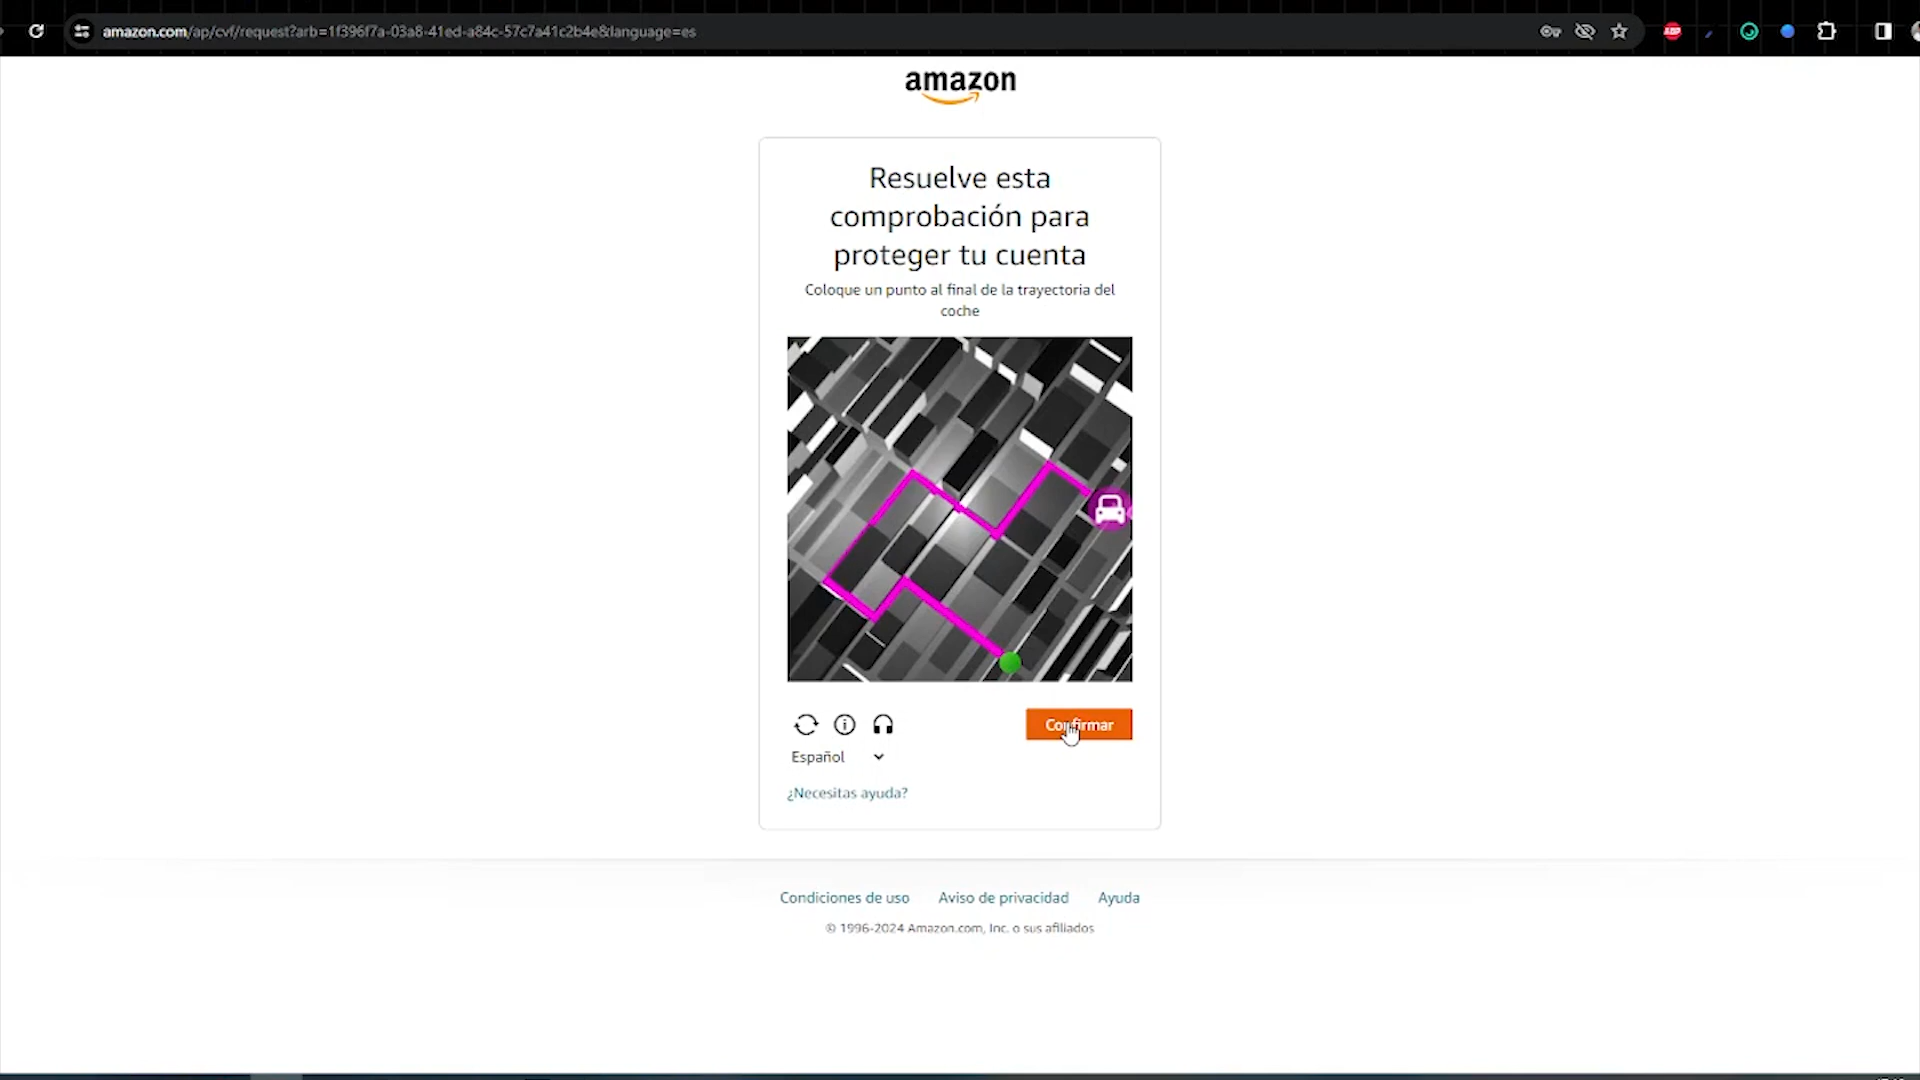 amazon.com/ap/cvf/request?arb=1f396f7a-03a8-41ed-a84c-57c7a41c2b4e&language=es
ABP
amazon
Resuelve esta
comprobación para
proteger tu cuenta
Coloque un punto al final de la trayectoria del
coche
Confirmar
Español
¿Necesitas ayuda?
Condiciones de uso Aviso de privacidad Ayuda
© 1996-2024 Amazon.com, Inc. o sus afiliados